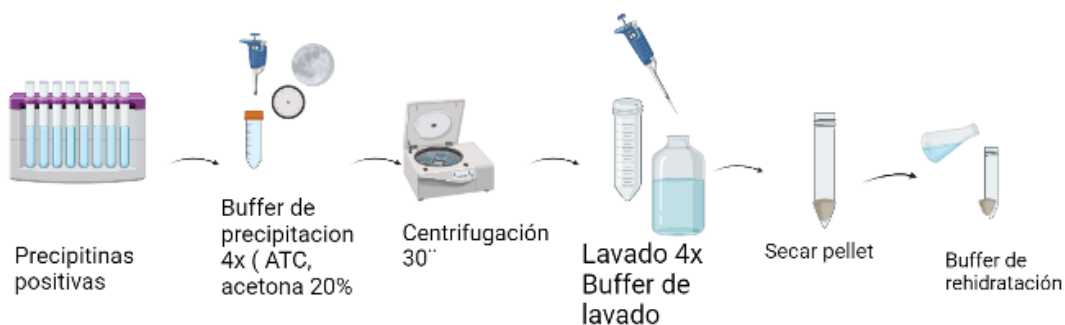 Precipitinas
positivas
Buffer de
precipitacion
4x ( ATC,
acetona 20%
Centrifugación
30¨
Lavado 4x
Buffer de
lavado
Secar pellet
Buffer de
rehidratación